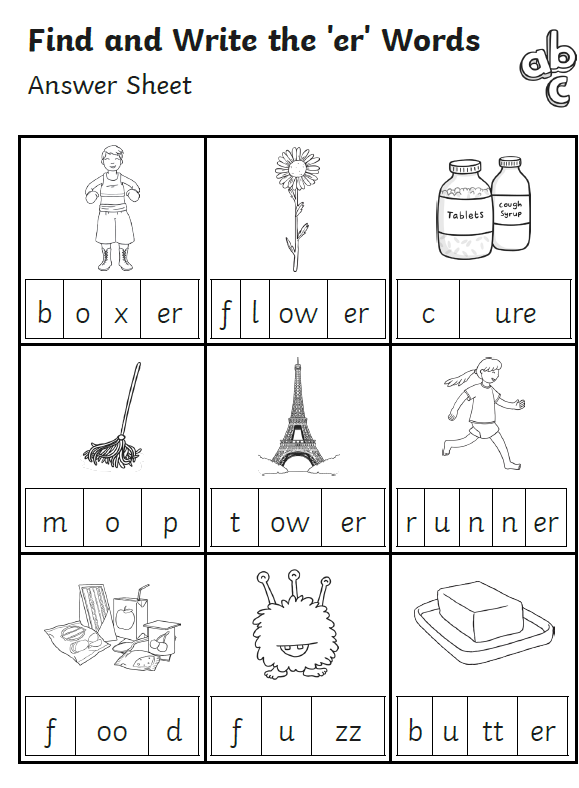 Find and Write the 'er' Words
Answer Sheet
abc
Tablets
cough
Syrup
b o x er
f l ow er
c ure
m o p
t ow er
r u n n er
f oo d
f u zz
b u tt er